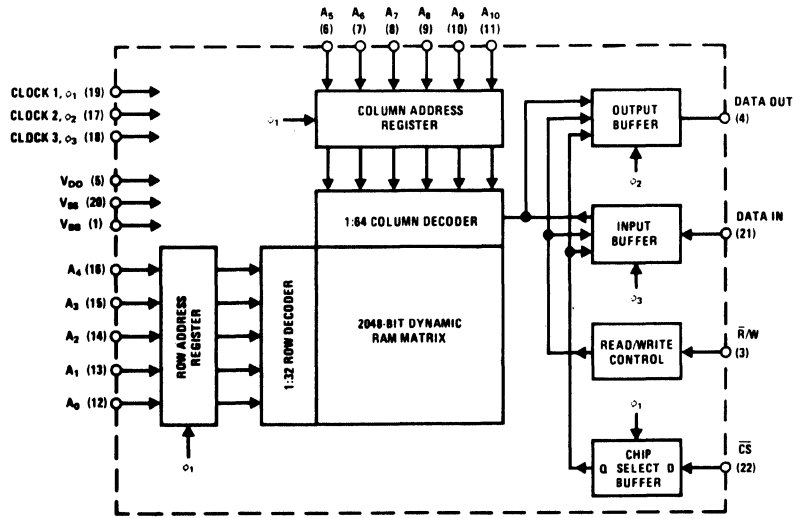 A5 A6 A7 A8 A9 A10
(6) (7) (8) (9) (10) (11)
CLOCK 1, ϕ1 (19)
CLOCK 2, ϕ2 (17)
CLOCK 3, ϕ3 (18)
ϕ1
COLUMN ADDRESS
REGISTER
OUTPUT
BUFFER
DATA OUT
(4)
ϕ2
VDD (5)
VSS (20)
VBB (1)
1:64 COLUMN DECODER
INPUT
BUFFER
DATA IN
(21)
ϕ3
A4 (16)
A3 (15)
A2 (14)
A1 (13)
A0 (12)
ROW ADDRESS
REGISTER
ϕ1
1:32 ROW DECODER
2048-BIT DYNAMIC
RAM MATRIX
READ/WRITE
CONTROL
R̅/W
(3)
ϕ1
CHIP
Q SELECT D
BUFFER
C̅S̅
(22)